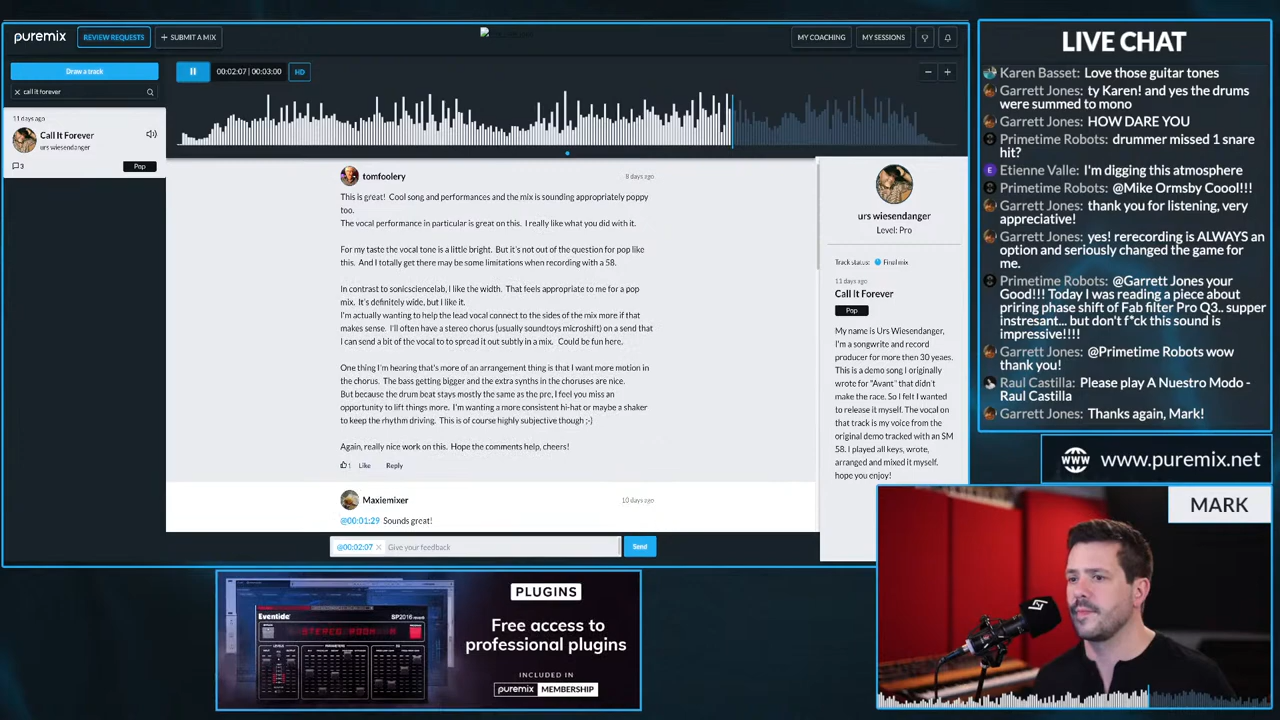 puremix
REVIEW REQUESTS
SUBMIT A MIX
MY COACHING
MY SESSIONS
Draw a track
call it forever
11 days ago
Call It Forever
urs wiesendanger
3
Pop
00:02:07 | 00:03:00
HD
tomfoolery
8 days ago
This is great! Cool song and performances and the mix is sounding appropriately poppy
too.
The vocal performance in particular is great on this. I really like what you did with it.
For my taste the vocal tone is a little bright. But it's not out of the question for pop like
this. And I totally get there may be some limitations when recording with a 58.
In contrast to sonicsciencelab, I like the width. That feels appropriate to me for a pop
mix. It's definitely wide, but I like it.
I'm actually wanting to help the lead vocal connect to the sides of the mix more if that
makes sense. I'll often have a stereo chorus (usually soundtoys microshift) on a send that
I can send a bit of the vocal to to spread it out subtly in a mix. Could be fun here.
One thing I'm hearing that's more of an arrangement thing is that I want more motion in
the chorus. The bass getting bigger and the extra synths in the choruses are nice.
But because the drum beat stays mostly the same as the pre, I feel you miss an
opportunity to lift things more. I'm wanting a more consistent hi-hat or maybe a shaker
to keep the rhythm driving. This is of course highly subjective though ;-)
Again, really nice work on this. Hope the comments help, cheers!
1 Like Reply
Maxiemixer
10 days ago
@00:01:29 Sounds great!
@00:02:07 × Give your feedback
Send
urs wiesendanger
Level: Pro
Track status: Final mix
11 days ago
Call It Forever
Pop
My name is Urs Wiesendanger,
I'm a songwrite and record
producer for more then 30 yeaes.
This is a demo song I originally
wrote for "Avant" that didn't
make the race. So I felt I wanted
to release it myself. The vocal on
that track is my voice from the
original demo tracked with an SM
58. I played all keys, wrote,
arranged and mixed it myself.
hope you enjoy!
LIVE CHAT
Karen Basset: Love those guitar tones
Garrett Jones: ty Karen! and yes the drums
were summed to mono
Garrett Jones: HOW DARE YOU
Primetime Robots: drummer missed 1 snare
hit?
Etienne Valle: I'm digging this atmosphere
Primetime Robots: @Mike Ormsby Coool!!!
Garrett Jones: thank you for listening, very
appreciative!
Garrett Jones: yes! rerecording is ALWAYS an
option and seriously changed the game for
me.
Primetime Robots: @Garrett Jones your
Good!!! Today I was reading a piece about
priring phase shift of Fab filter Pro Q3.. supper
instresant... but don't f*ck this sound is
impressive!!!!
Garrett Jones: @Primetime Robots wow
thank you!
Raul Castilla: Please play A Nuestro Modo -
Raul Castilla
Garrett Jones: Thanks again, Mark!
WWW www.puremix.net
MARK
PLUGINS
Free access to
professional plugins
INCLUDED IN
puremix MEMBERSHIP
Eventide
SP2016 reverb
STEREO ROOM